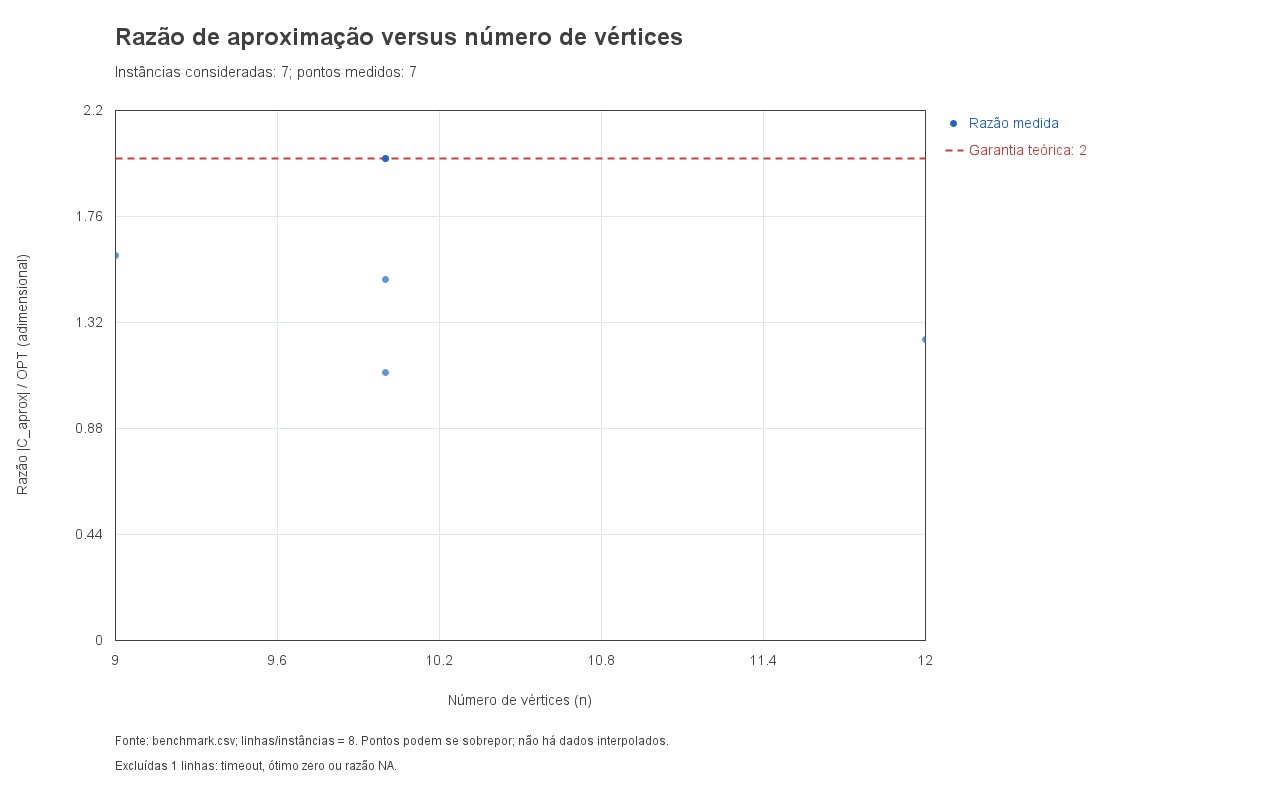 Razão de aproximação versus número de vértices
Instâncias consideradas: 7; pontos medidos: 7
2.2
1.76
1.32
0.88
0.44
0
Razão |C_aprox| / OPT (adimensional)
9
9.6
10.2
10.8
11.4
12
Número de vértices (n)
Razão medida
Garantia teórica: 2
Fonte: benchmark.csv; linhas/instâncias = 8. Pontos podem se sobrepor; não há dados interpolados.
Excluídas 1 linhas: timeout, ótimo zero ou razão NA.